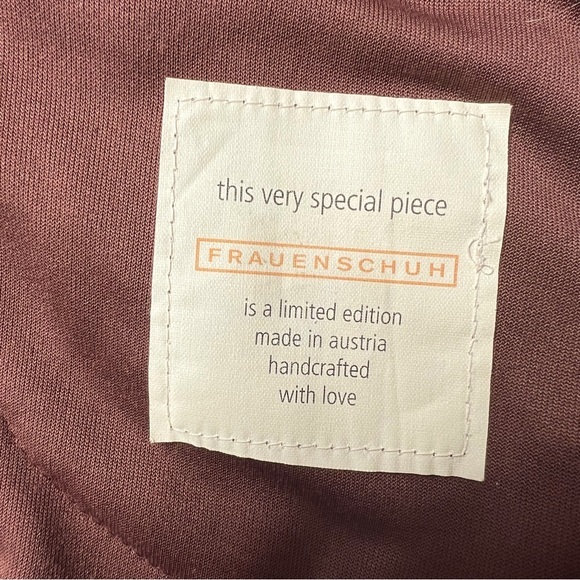 this very special piece
FRAUENSCHUH
is a limited edition
made in austria
handcrafted
with love